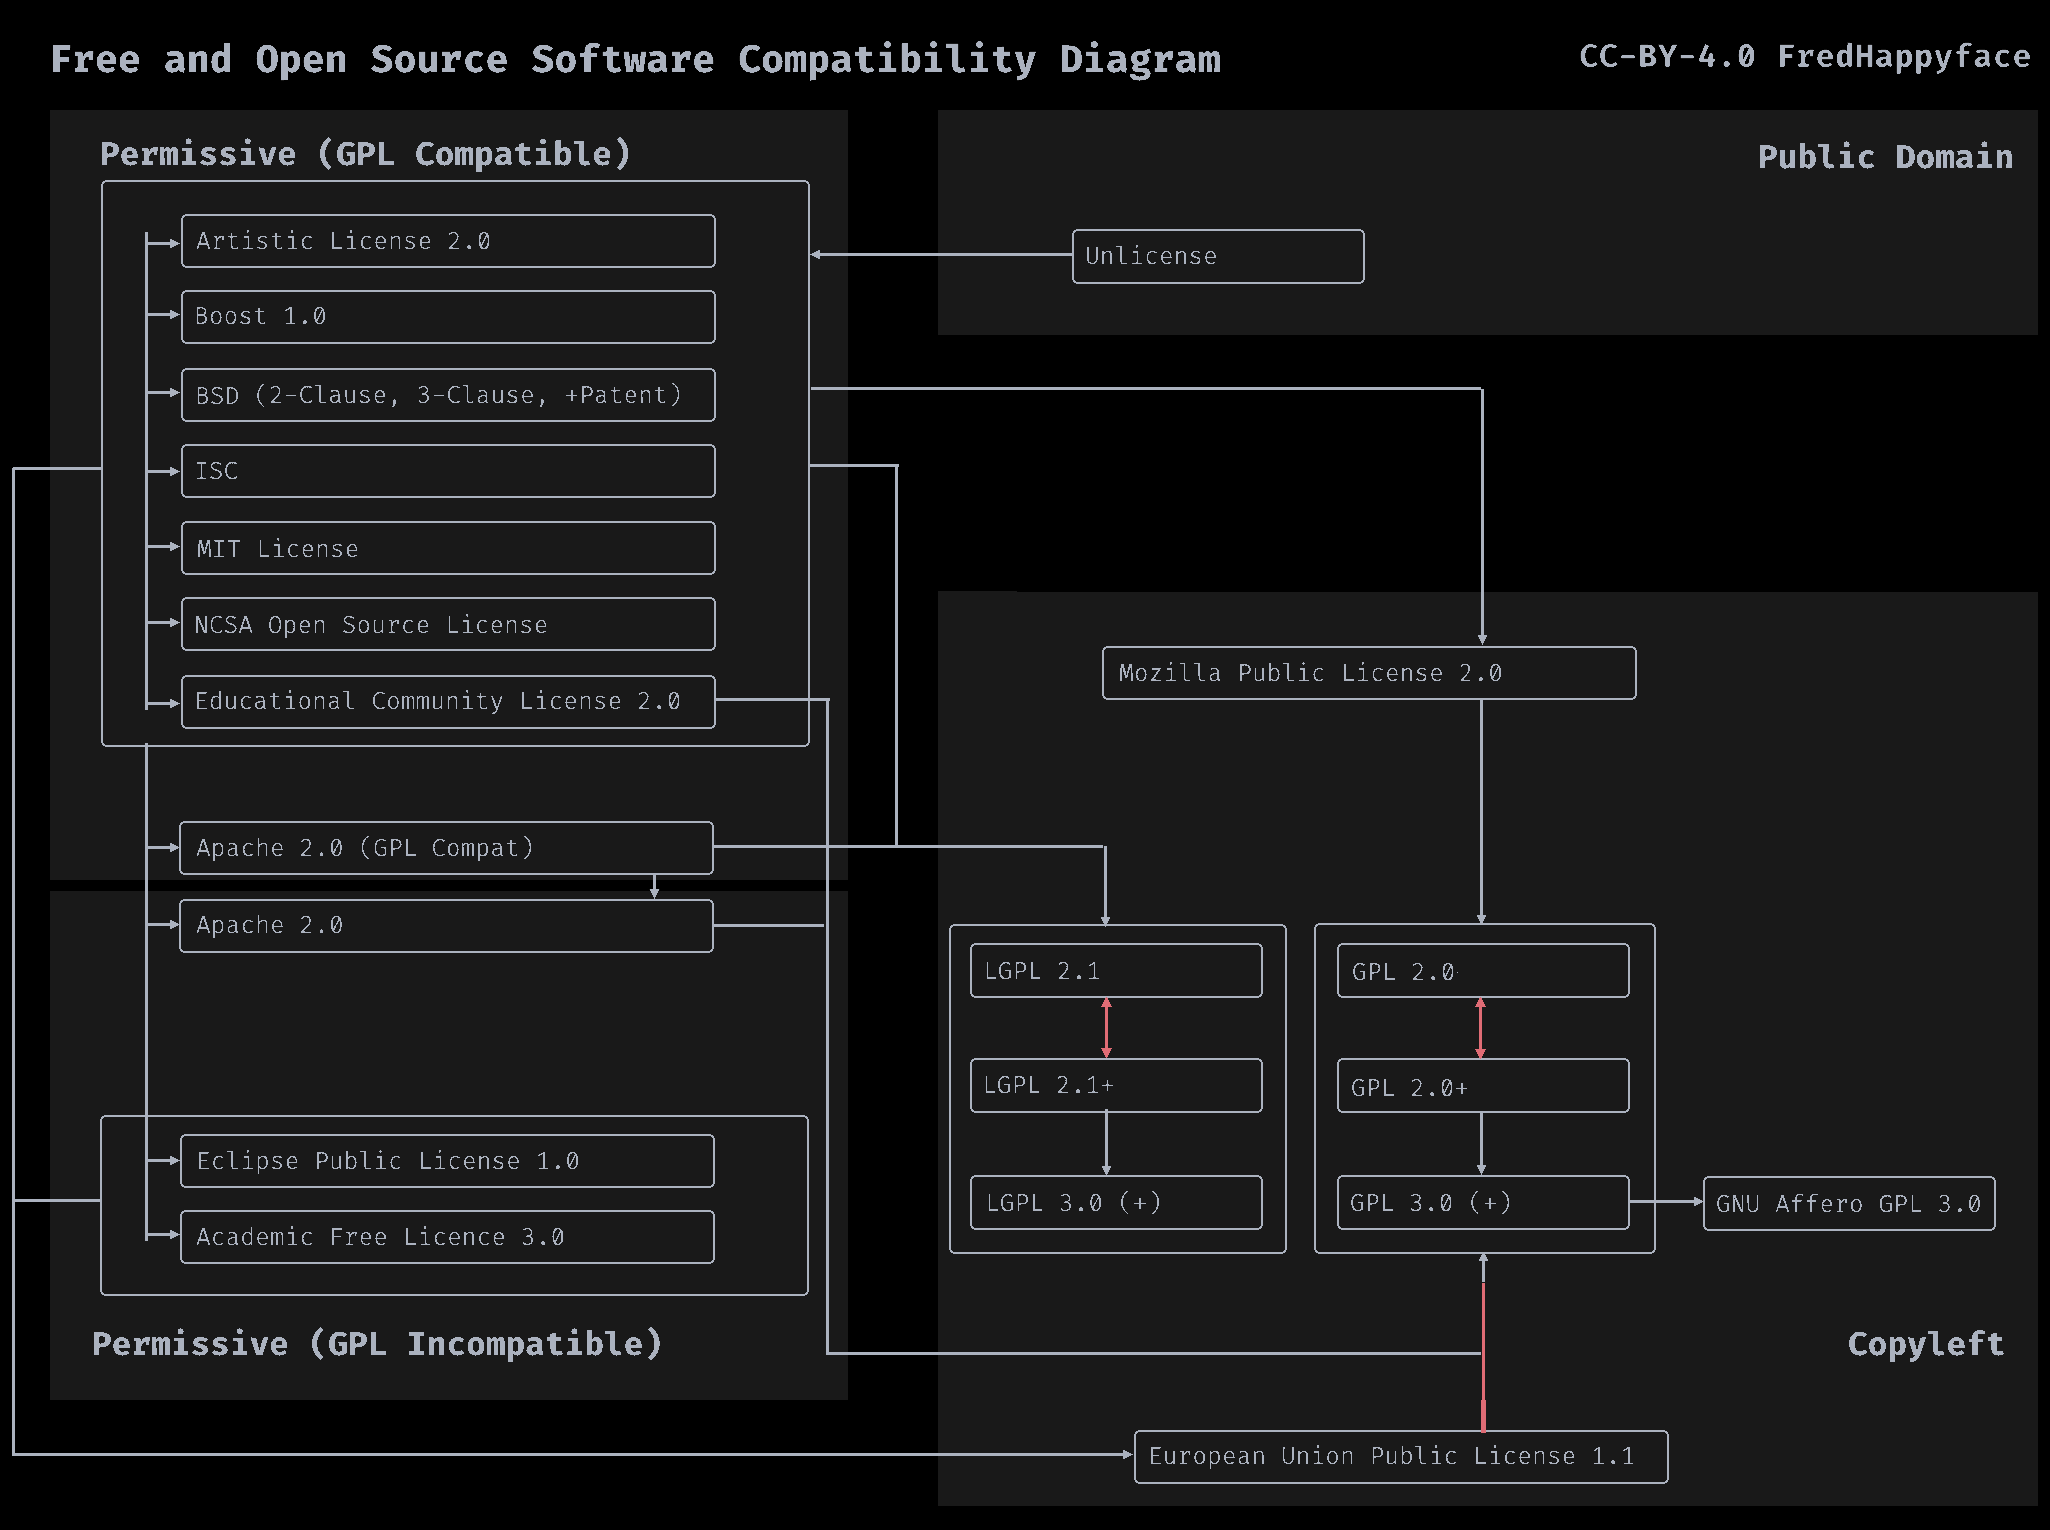 Free and Open Source Software Compatibility Diagram
CC-BY-4.0 FredHappyface
Permissive (GPL Compatible)
Artistic License 2.0
Boost 1.0
BSD (2-Clause, 3-Clause, +Patent)
ISC
MIT License
NCSA Open Source License
Educational Community License 2.0
Apache 2.0 (GPL Compat)
Apache 2.0
Eclipse Public License 1.0
Academic Free Licence 3.0
Permissive (GPL Incompatible)
Public Domain
Unlicense
Mozilla Public License 2.0
LGPL 2.1
LGPL 2.1+
LGPL 3.0 (+)
GPL 2.0
GPL 2.0+
GPL 3.0 (+)
GNU Affero GPL 3.0
Copyleft
European Union Public License 1.1